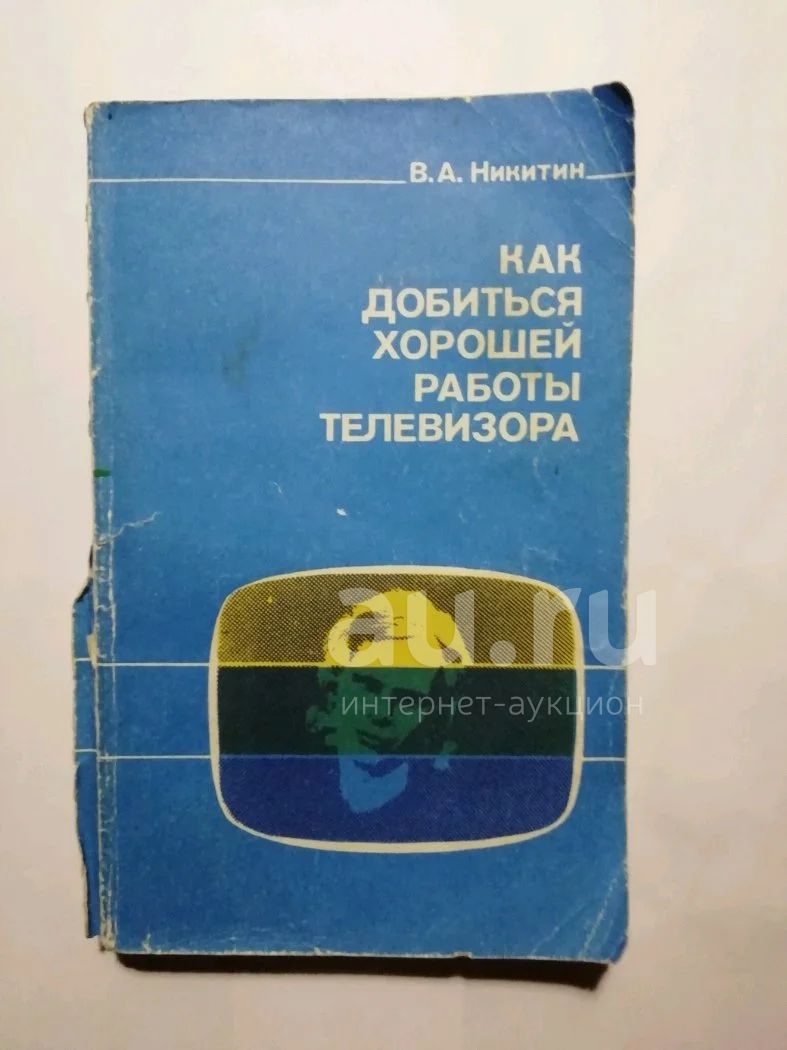 В.А. Никитин
КАК
ДОБИТЬСЯ
ХОРОШЕЙ
РАБОТЫ
ТЕЛЕВИЗОРА
au.ru
интернет-аукцион